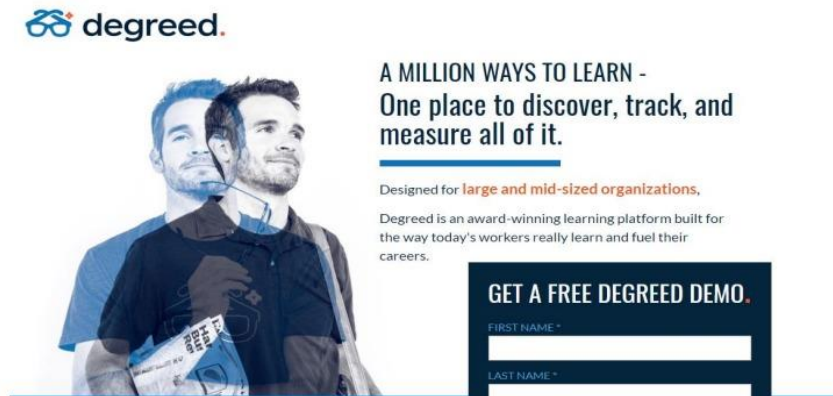 degreed.
A MILLION WAYS TO LEARN -
One place to discover, track, and
measure all of it.
Designed for large and mid-sized organizations,
Degreed is an award-winning learning platform built for
the way today's workers really learn and fuel their
careers.
GET A FREE DEGREED DEMO.
FIRST NAME *
LAST NAME *